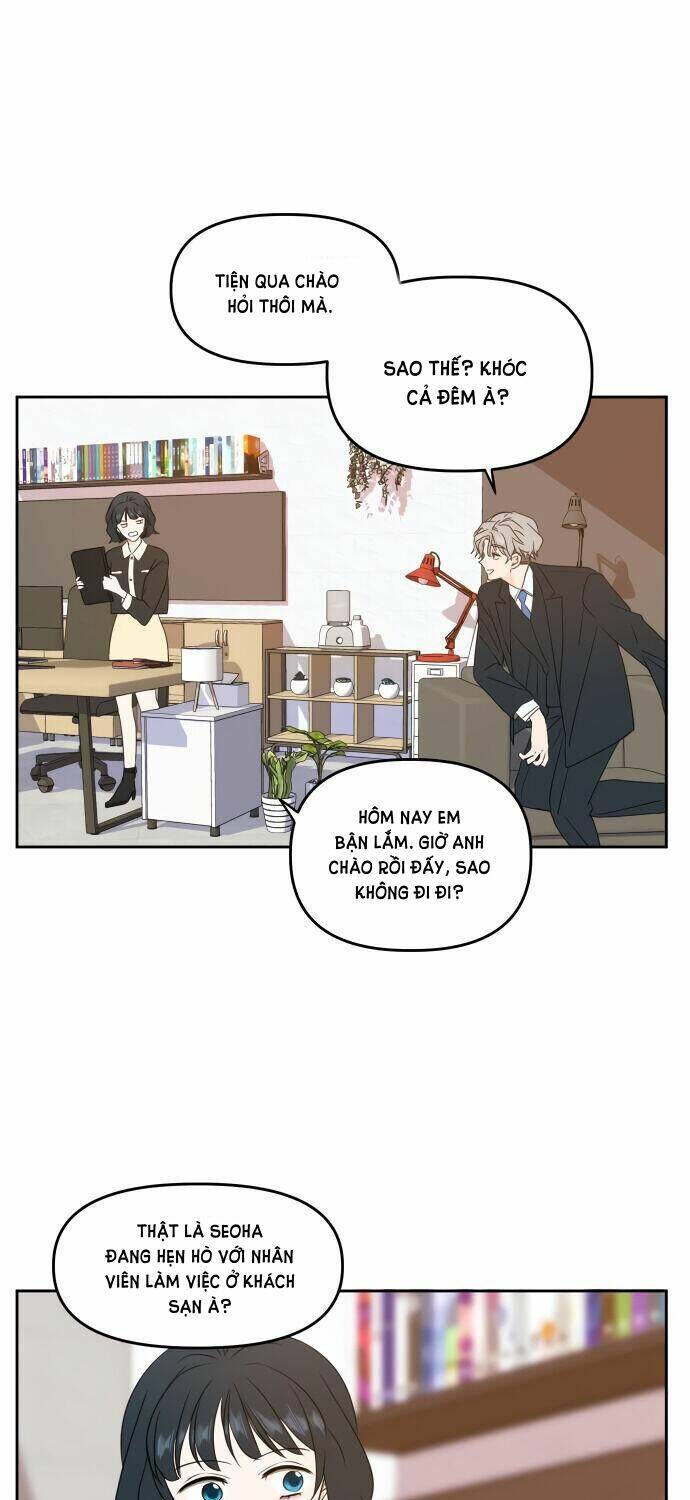 TIỆN QUA CHÀO
HỎI THÔI MÀ.
SAO THẾ? KHÓC
CẢ ĐÊM À?
HÔM NAY EM
BẬN LẮM. GIỜ ANH
CHÀO RỒI ĐẤY, SAO
KHÔNG ĐI ĐI?
THẬT LÀ SEOHA
ĐANG HẸN HÒ VỚI NHÂN
VIÊN LÀM VIỆC Ở KHÁCH
SẠN À?